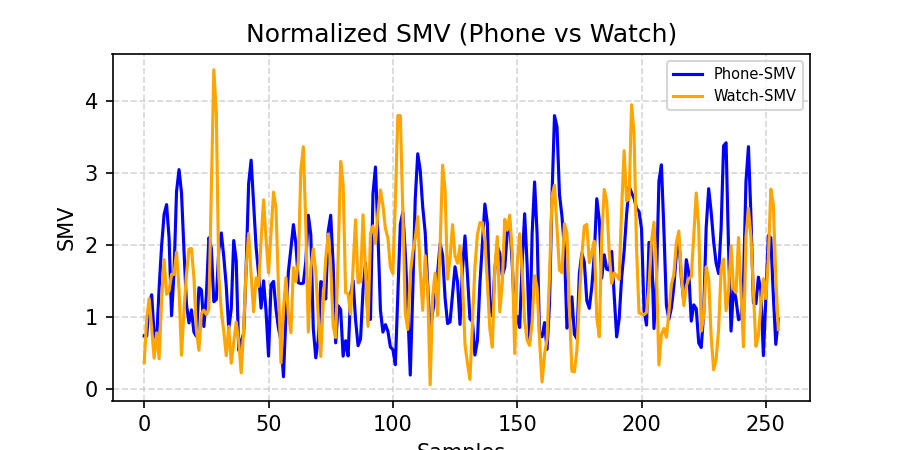 Normalized SMV (Phone vs Watch)
Phone-SMV
Watch-SMV
SMV
4
3
2
1
0
0 50 100 150 200 250
Samples